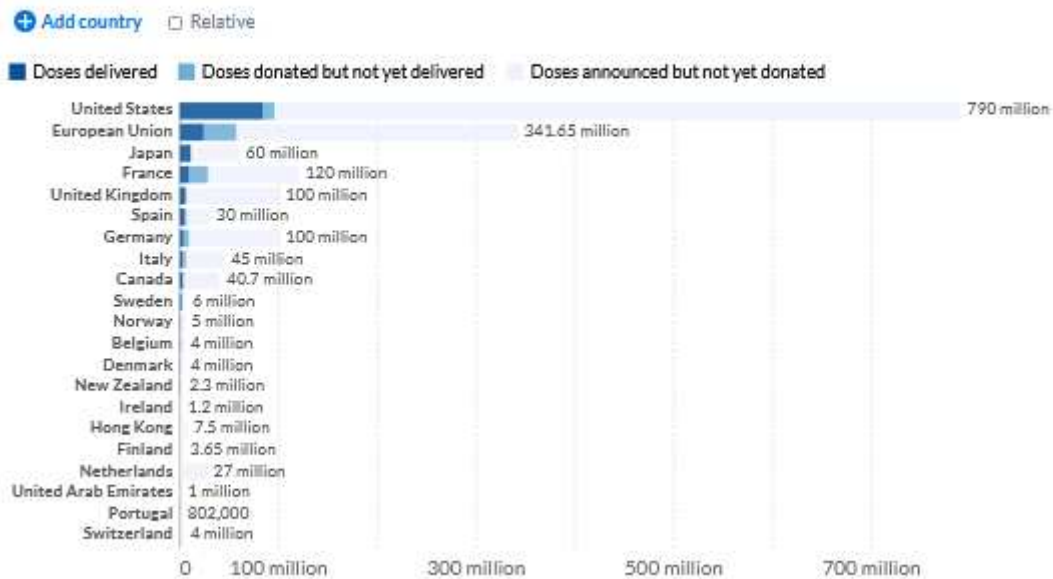 Add country Relative
Doses delivered Doses donated but not yet delivered Doses announced but not yet donated
United States 790 million
European Union 341.65 million
Japan 60 million
France 120 million
United Kingdom 100 million
Spain 30 million
Germany 100 million
Italy 45 million
Canada 40.7 million
Sweden 6 million
Norway 5 million
Belgium 4 million
Denmark 4 million
New Zealand 2.3 million
Ireland 1.2 million
Hong Kong 7.5 million
Finland 3.65 million
Netherlands 27 million
United Arab Emirates 1 million
Portugal 802,000
Switzerland 4 million
0 100 million 300 million 500 million 700 million